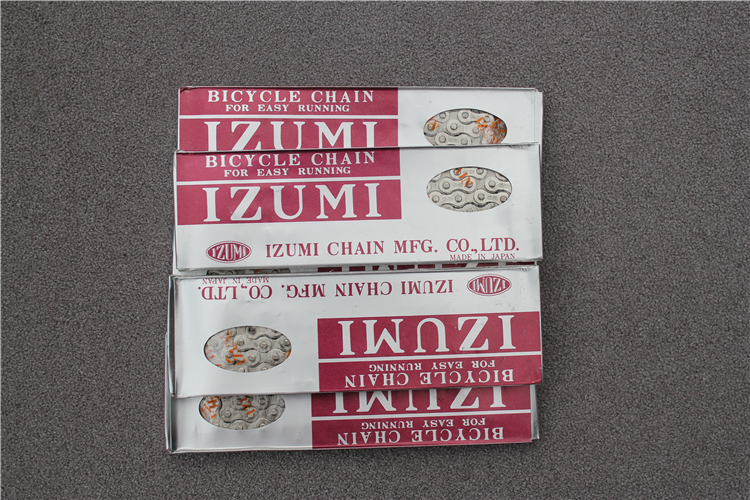 BICYCLE CHAIN
FOR EASY RUNNING
IZUMI
BICYCLE CHAIN
FOR EASY RUNNING
IZUMI
IZUMI IZUMI CHAIN MFG. CO.,LTD.
MADE IN JAPAN
IZUMI
IZUMI IZUMI CHAIN MFG. CO.,LTD.
MADE IN JAPAN
IZUMI
BICYCLE CHAIN
FOR EASY RUNNING
IZUMI
BICYCLE CHAIN
FOR EASY RUNNING